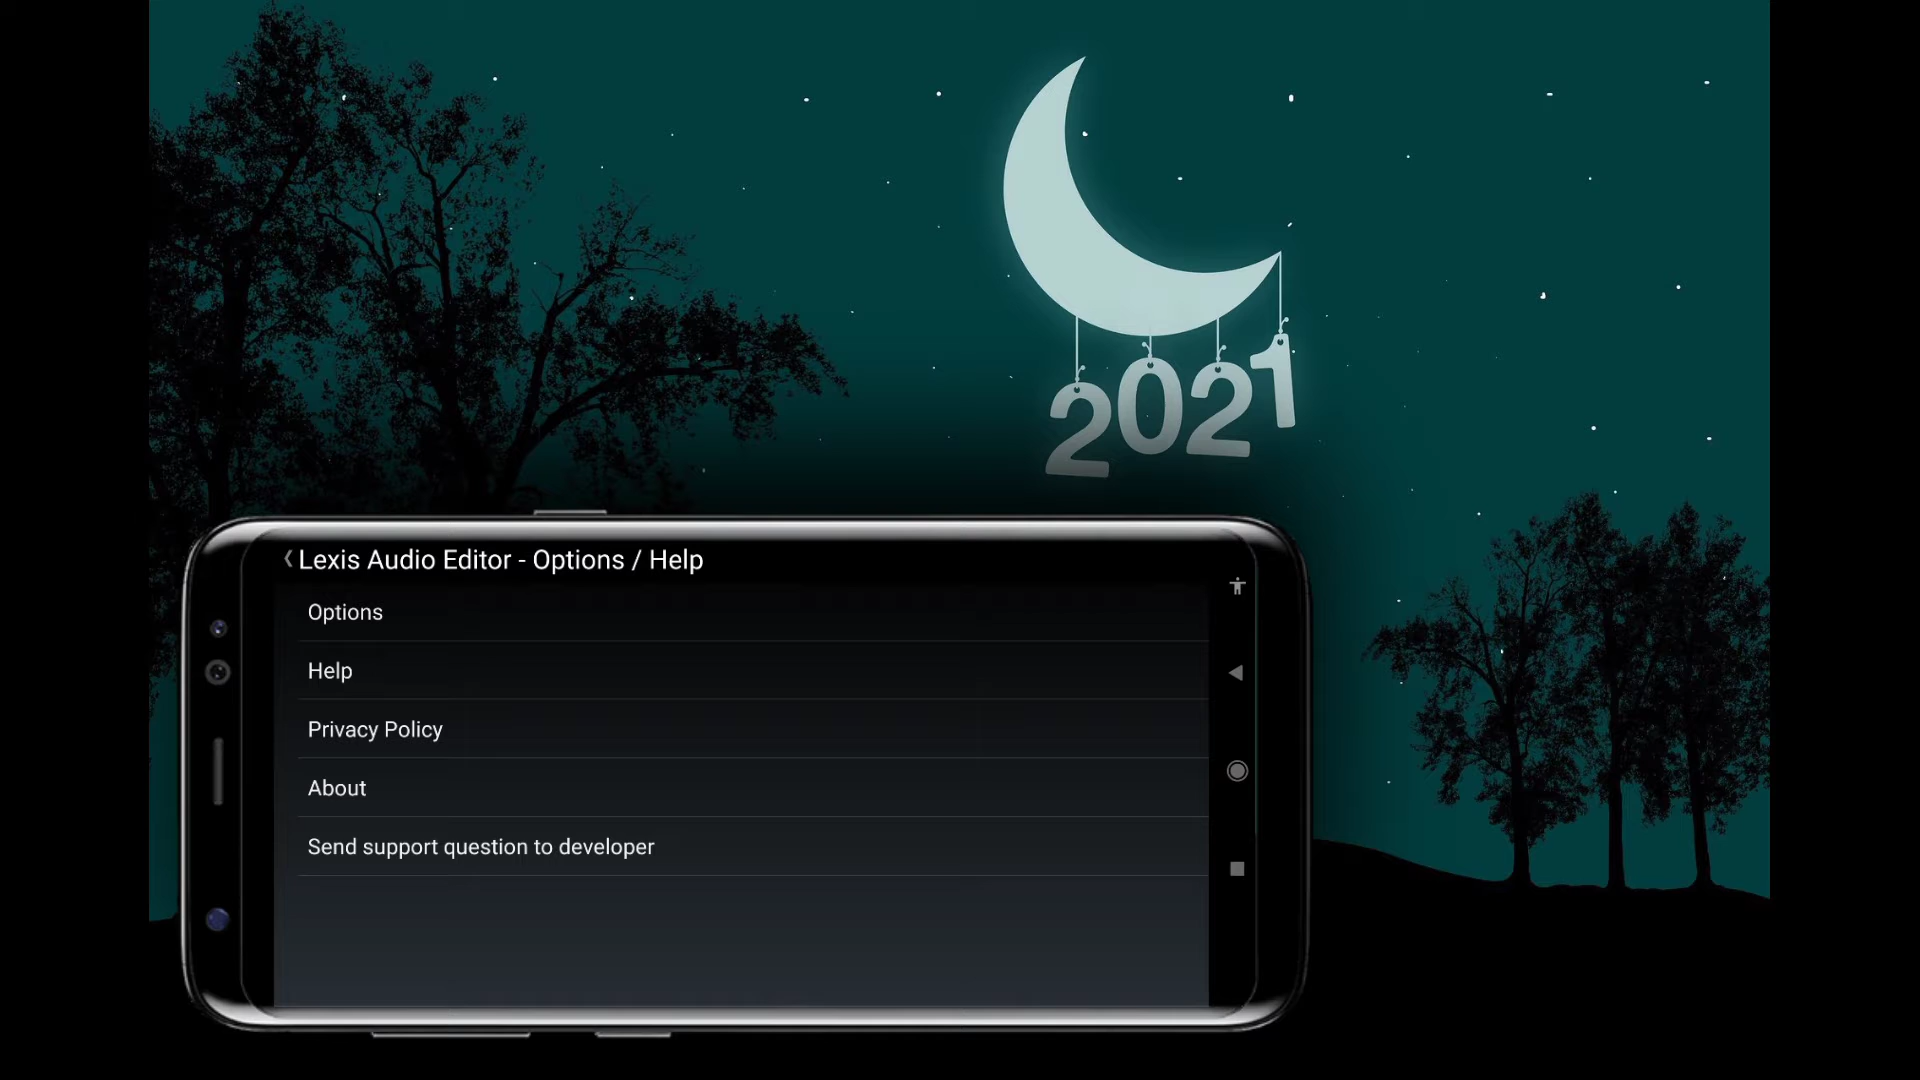 2021
Lexis Audio Editor - Options / Help
Options
Help
Privacy Policy
About
Send support question to developer